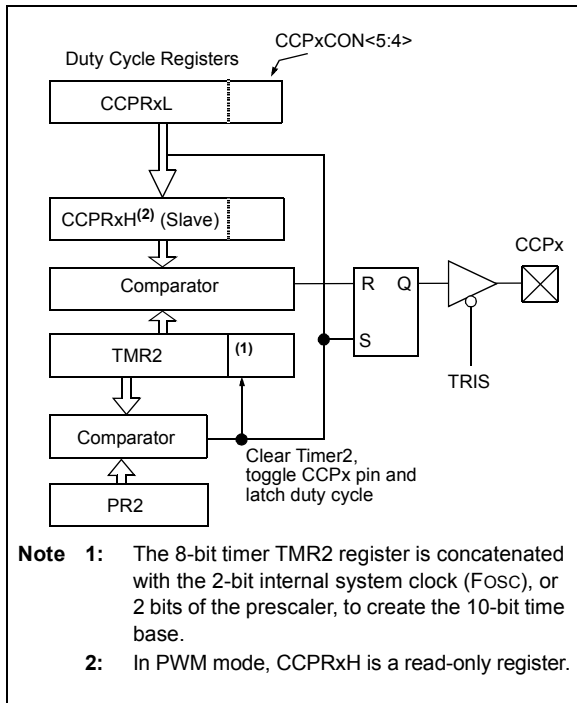 CCPxCON<5:4>
Duty Cycle Registers
CCPRxL
CCPRxH(2) (Slave)
CCPx
Comparator
R Q
TMR2 (1)
S
TRIS
Comparator
Clear Timer2,
toggle CCPx pin and
latch duty cycle
PR2
Note 1: The 8-bit timer TMR2 register is concatenated
with the 2-bit internal system clock (FOSC), or
2 bits of the prescaler, to create the 10-bit time
base.
2: In PWM mode, CCPRxH is a read-only register.